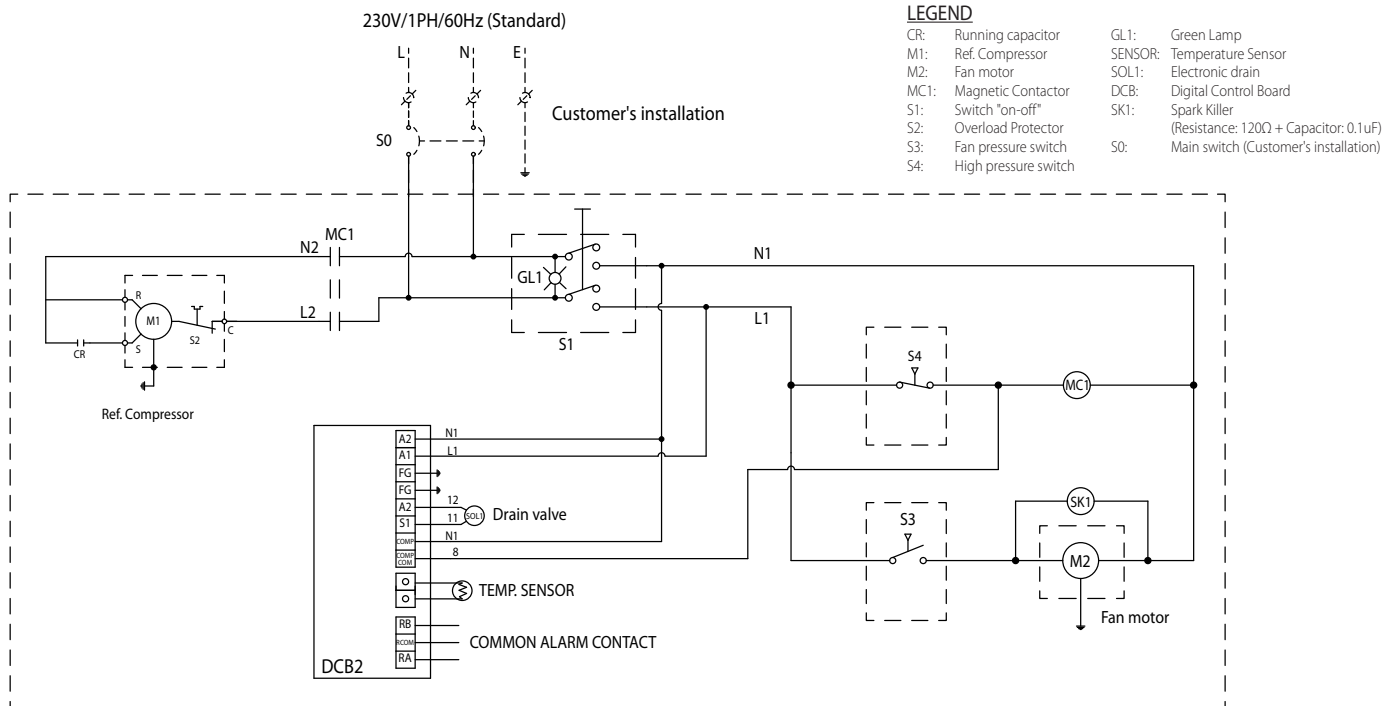 230V/1PH/60Hz (Standard)
L
N
E
Customer's installation
S0
LEGEND
CR: Running capacitor
M1: Ref. Compressor
M2: Fan motor
MC1: Magnetic Contactor
S1: Switch "on-off"
S2: Overload Protector
S3: Fan pressure switch
S4: High pressure switch
GL1: Green Lamp
SENSOR: Temperature Sensor
SOL1: Electronic drain
DCB: Digital Control Board
SK1: Spark Killer
(Resistance: 120Ω + Capacitor: 0.1uF)
S0: Main switch (Customer's installation)
MC1
N2
L2
R
M1
S2
C
S
CR
Ref. Compressor
GL1
S1
N1
L1
S4
MC1
S3
SK1
M2
Fan motor
A2 N1
A1 L1
FG
FG
A2 12
S1 11
SOL1 Drain valve
COMP N1
COMP COM 8
TEMP. SENSOR
RB
RCOM COMMON ALARM CONTACT
RA
DCB2